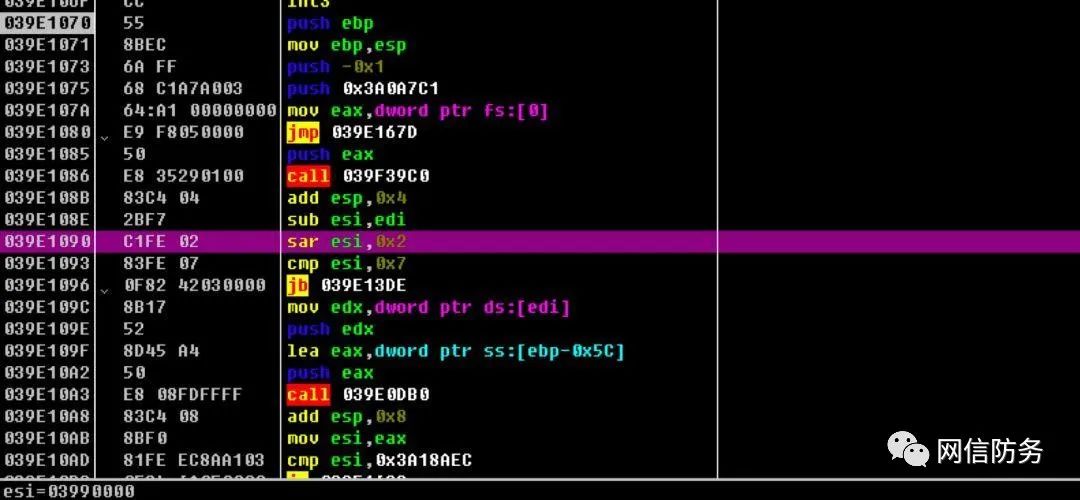 CC int3
039E1070 55 push ebp
039E1071 8BEC mov ebp,esp
039E1073 6A FF push -0x1
039E1075 68 C1A7A003 push 0x3A0A7C1
039E107A 64:A1 00000000 mov eax,dword ptr fs:[0]
039E1080 E9 F8050000 jmp 039E167D
039E1085 50 push eax
039E1086 E8 35290100 call 039F39C0
039E108B 83C4 04 add esp,0x4
039E108E 2BF7 sub esi,edi
039E1090 C1FE 02 sar esi,0x2
039E1093 83FE 07 cmp esi,0x7
039E1096 0F82 42030000 jb 039E13DE
039E109C 8B17 mov edx,dword ptr ds:[edi]
039E109E 52 push edx
039E109F 8D45 A4 lea eax,dword ptr ss:[ebp-0x5C]
039E10A2 50 push eax
039E10A3 E8 08FDFFFF call 039E0DB0
039E10A8 83C4 08 add esp,0x8
039E10AB 8BF0 mov esi,eax
039E10AD 81FE EC8AA103 cmp esi,0x3A18AEC
网信防务
esi=03990000